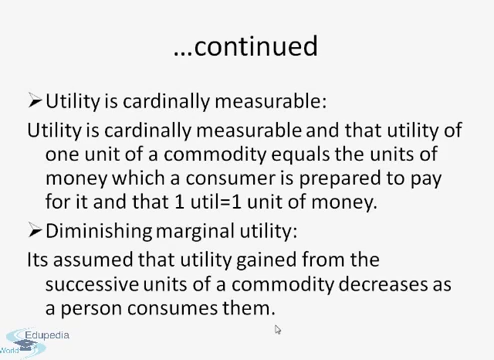 ...continued
➢Utility is cardinally measurable:
Utility is cardinally measurable and that utility of
one unit of a commodity equals the units of
money which a consumer is prepared to pay
for it and that 1 util=1 unit of money.
➢Diminishing marginal utility:
Its assumed that utility gained from the
successive units of a commodity decreases as
a person consumes them.
Edupedia
World